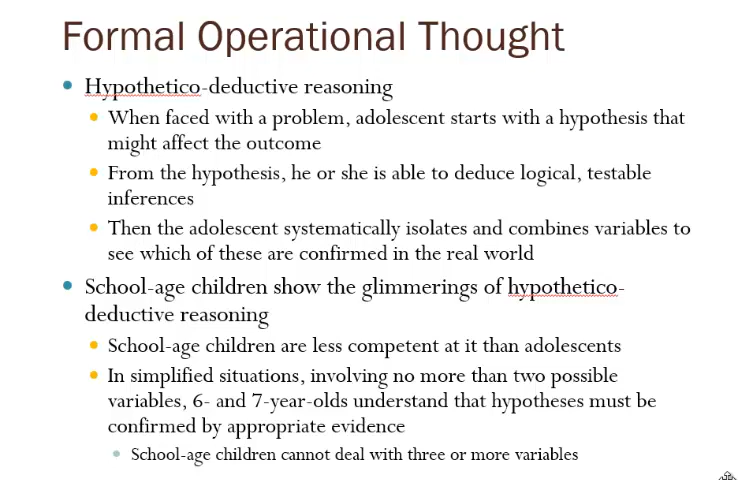 Formal Operational Thought
Hypothetico-deductive reasoning
When faced with a problem, adolescent starts with a hypothesis that
might affect the outcome
From the hypothesis, he or she is able to deduce logical, testable
inferences
Then the adolescent systematically isolates and combines variables to
see which of these are confirmed in the real world
School-age children show the glimmerings of hypothetico-
deductive reasoning
School-age children are less competent at it than adolescents
In simplified situations, involving no more than two possible
variables, 6- and 7-year-olds understand that hypotheses must be
confirmed by appropriate evidence
School-age children cannot deal with three or more variables